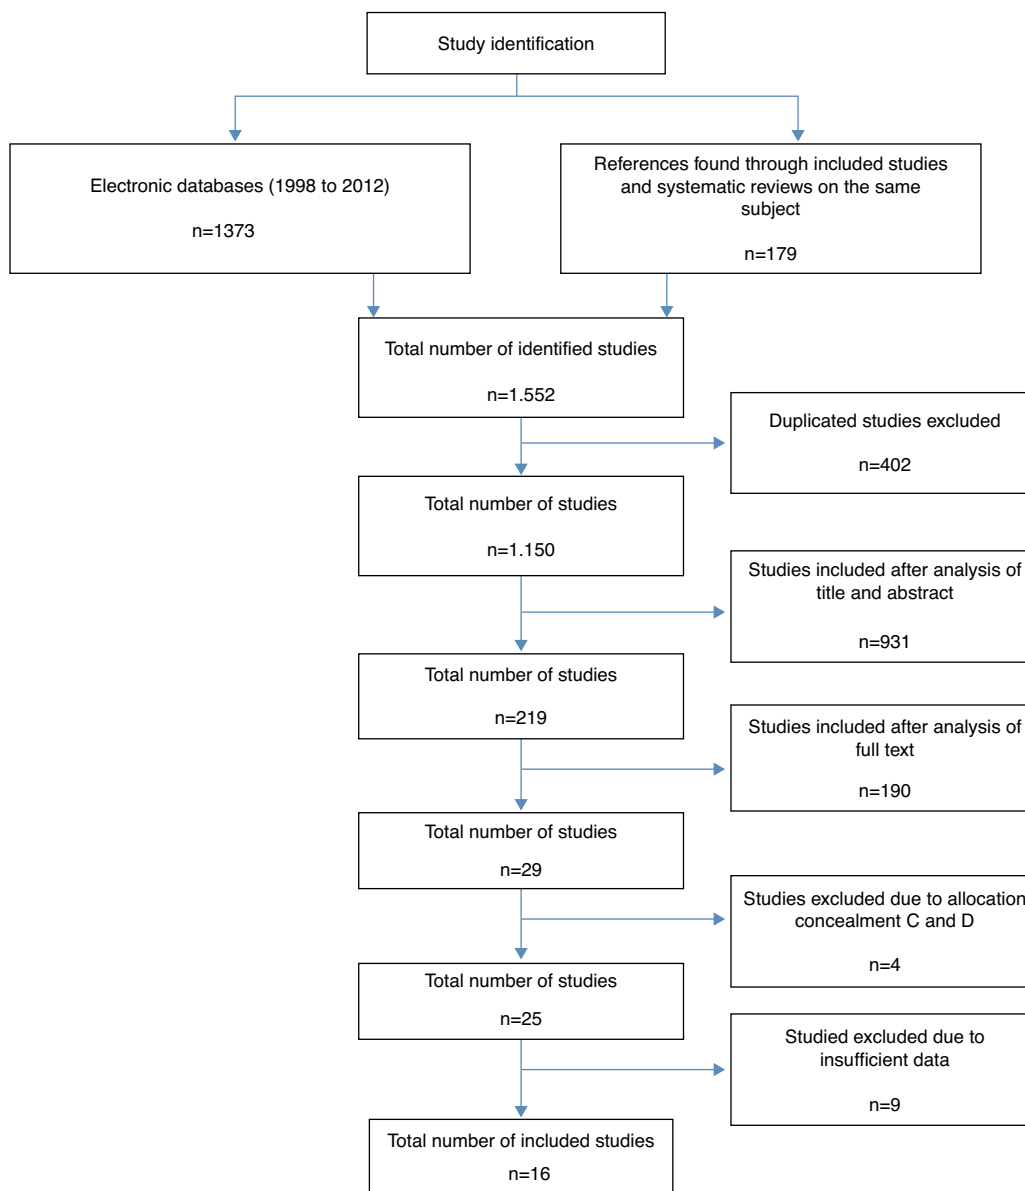 Study identification
Electronic databases (1998 to 2012)
n=1373
References found through included studies
and systematic reviews on the same
subject
n=179
Total number of identified studies
n=1.552
Duplicated studies excluded
n=402
Total number of studies
n=1.150
Studies included after analysis of
title and abstract
n=931
Total number of studies
n=219
Studies included after analysis of
full text
n=190
Total number of studies
n=29
Studies excluded due to allocation
concealment C and D
n=4
Total number of studies
n=25
Studied excluded due to
insufficient data
n=9
Total number of included studies
n=16